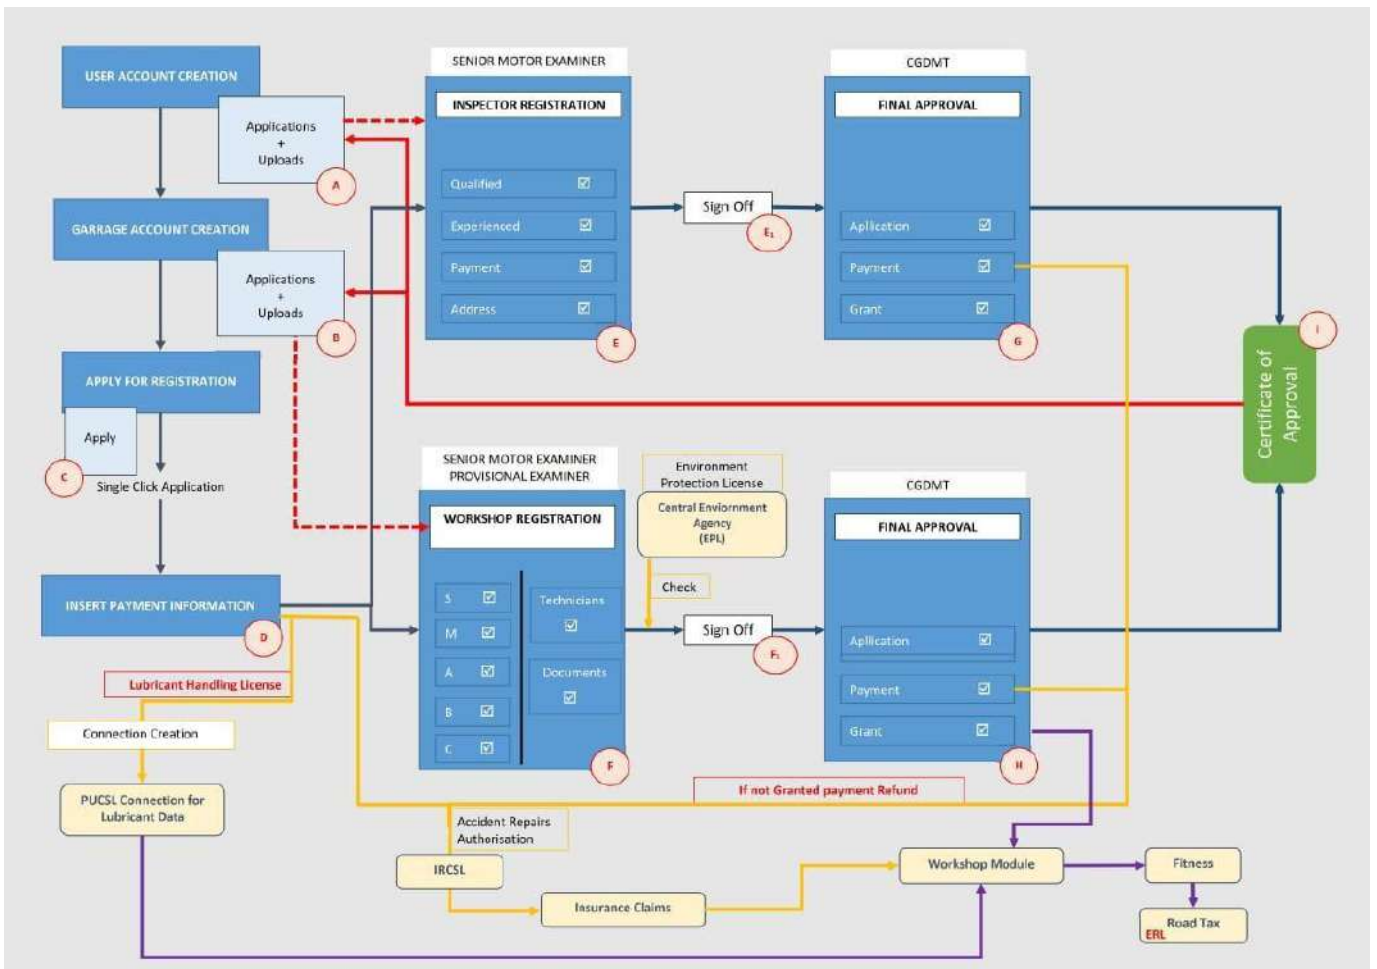 USER ACCOUNT CREATION
Applications
+
Uploads
A
GARRAGE ACCOUNT CREATION
Applications
+
Uploads
B
APPLY FOR REGISTRATION
Apply
C
Single Click Application
INSERT PAYMENT INFORMATION
D
Lubricant Handling License
Connection Creation
PUCSL Connection for
Lubricant Data
SENIOR MOTOR EXAMINER
INSPECTOR REGISTRATION
Qualified
Experienced
Payment
Address
E
Sign Off
E₁
CGDMT
FINAL APPROVAL
Apllication
Payment
Grant
G
I
Certificate of
Approval
SENIOR MOTOR EXAMINER
PROVISIONAL EXAMINER
WORKSHOP REGISTRATION
S
M
A
B
C
Technicians
Documents
F
Environment
Protection License
Central Enviornment
Agency
(EPL)
Check
Sign Off
F₁
CGDMT
FINAL APPROVAL
Apllication
Payment
Grant
H
If not Granted payment Refund
Accident Repairs
Authorisation
IRCSL
Insurance Claims
Workshop Module
Fitness
Road Tax
ERL